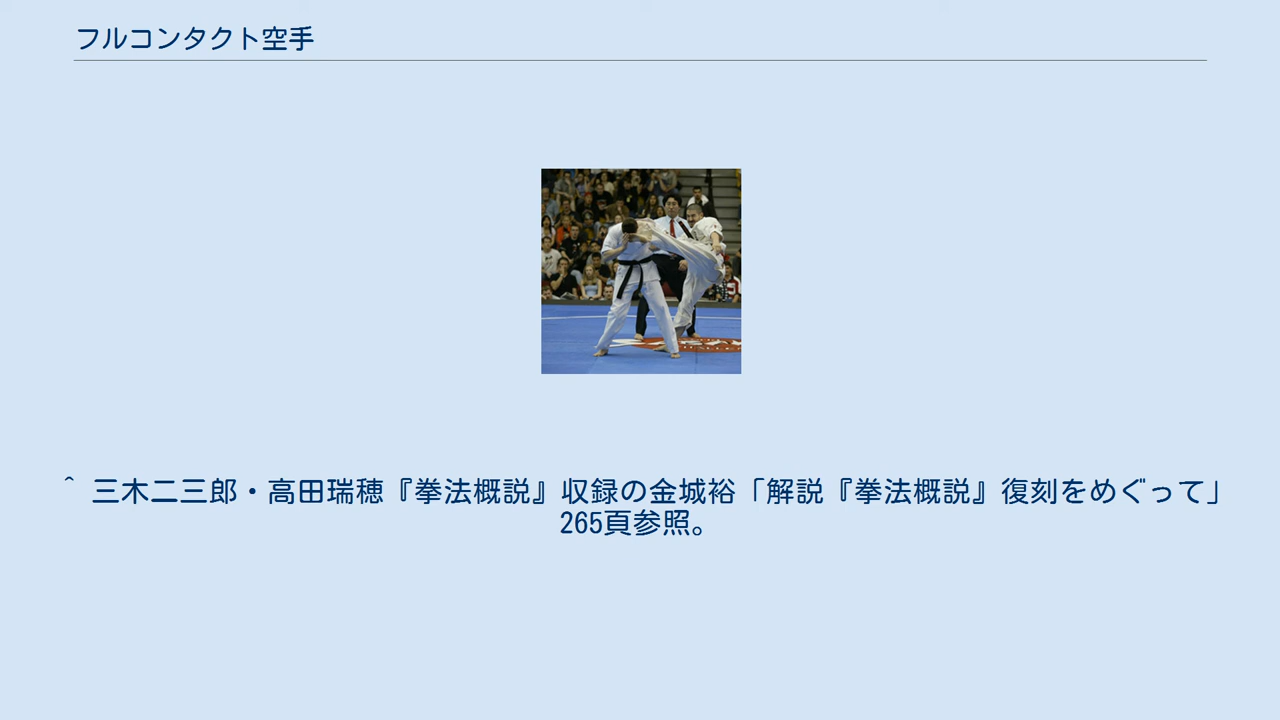 フルコンタクト空手
^ 三木二三郎・高田瑞穂『拳法概説』収録の金城裕「解説『拳法概説』復刻をめぐって」
265頁参照。